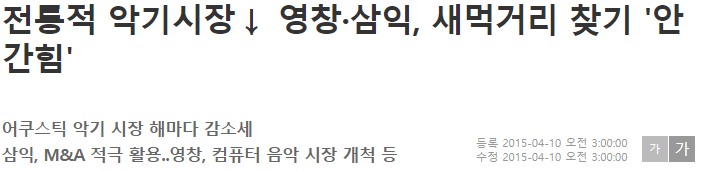 전통적 악기시장↓ 영창·삼익, 새먹거리 찾기 '안
간힘'
어쿠스틱 악기 시장 해마다 감소세
삼익, M&A 적극 활용..영창, 컴퓨터 음악 시장 개척 등
등록 2015-04-10 오전 3:00:00
수정 2015-04-10 오전 3:00:00
가 가